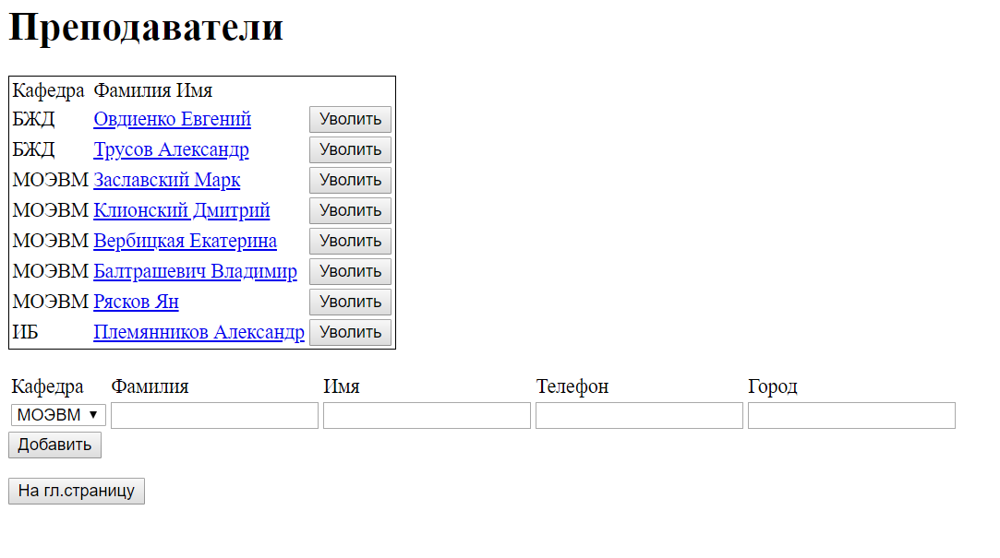 Преподаватели
Кафедра Фамилия Имя
БЖД Овдиенко Евгений Уволить
БЖД Трусов Александр Уволить
МОЭВМ Заславский Марк Уволить
МОЭВМ Клионский Дмитрий Уволить
МОЭВМ Вербицкая Екатерина Уволить
МОЭВМ Балтрашевич Владимир Уволить
МОЭВМ Рясков Ян Уволить
ИБ Племянников Александр Уволить
Кафедра Фамилия Имя Телефон Город
МОЭВМ
Добавить
На гл.страницу